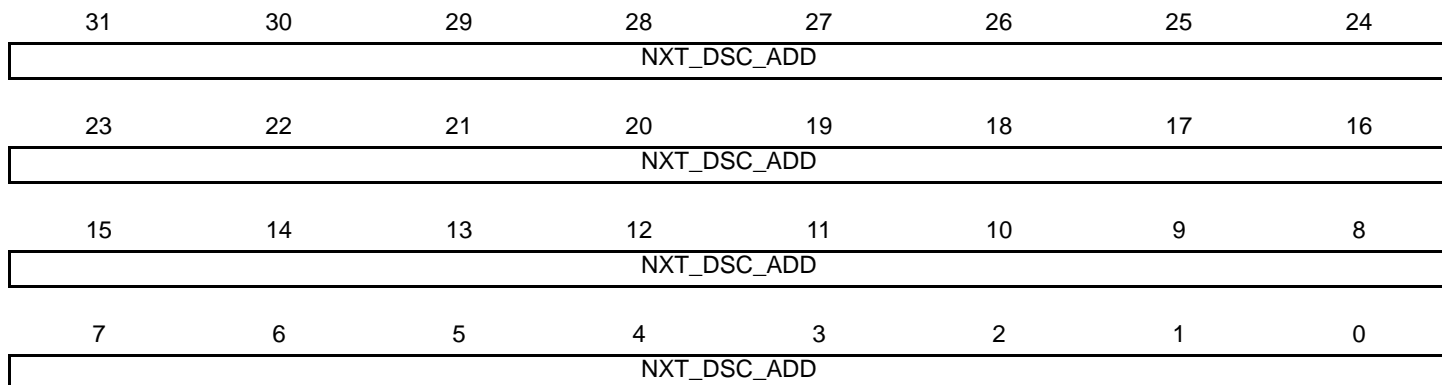 31 30 29 28 27 26 25 24
NXT_DSC_ADD
23 22 21 20 19 18 17 16
NXT_DSC_ADD
15 14 13 12 11 10 9 8
NXT_DSC_ADD
7 6 5 4 3 2 1 0
NXT_DSC_ADD